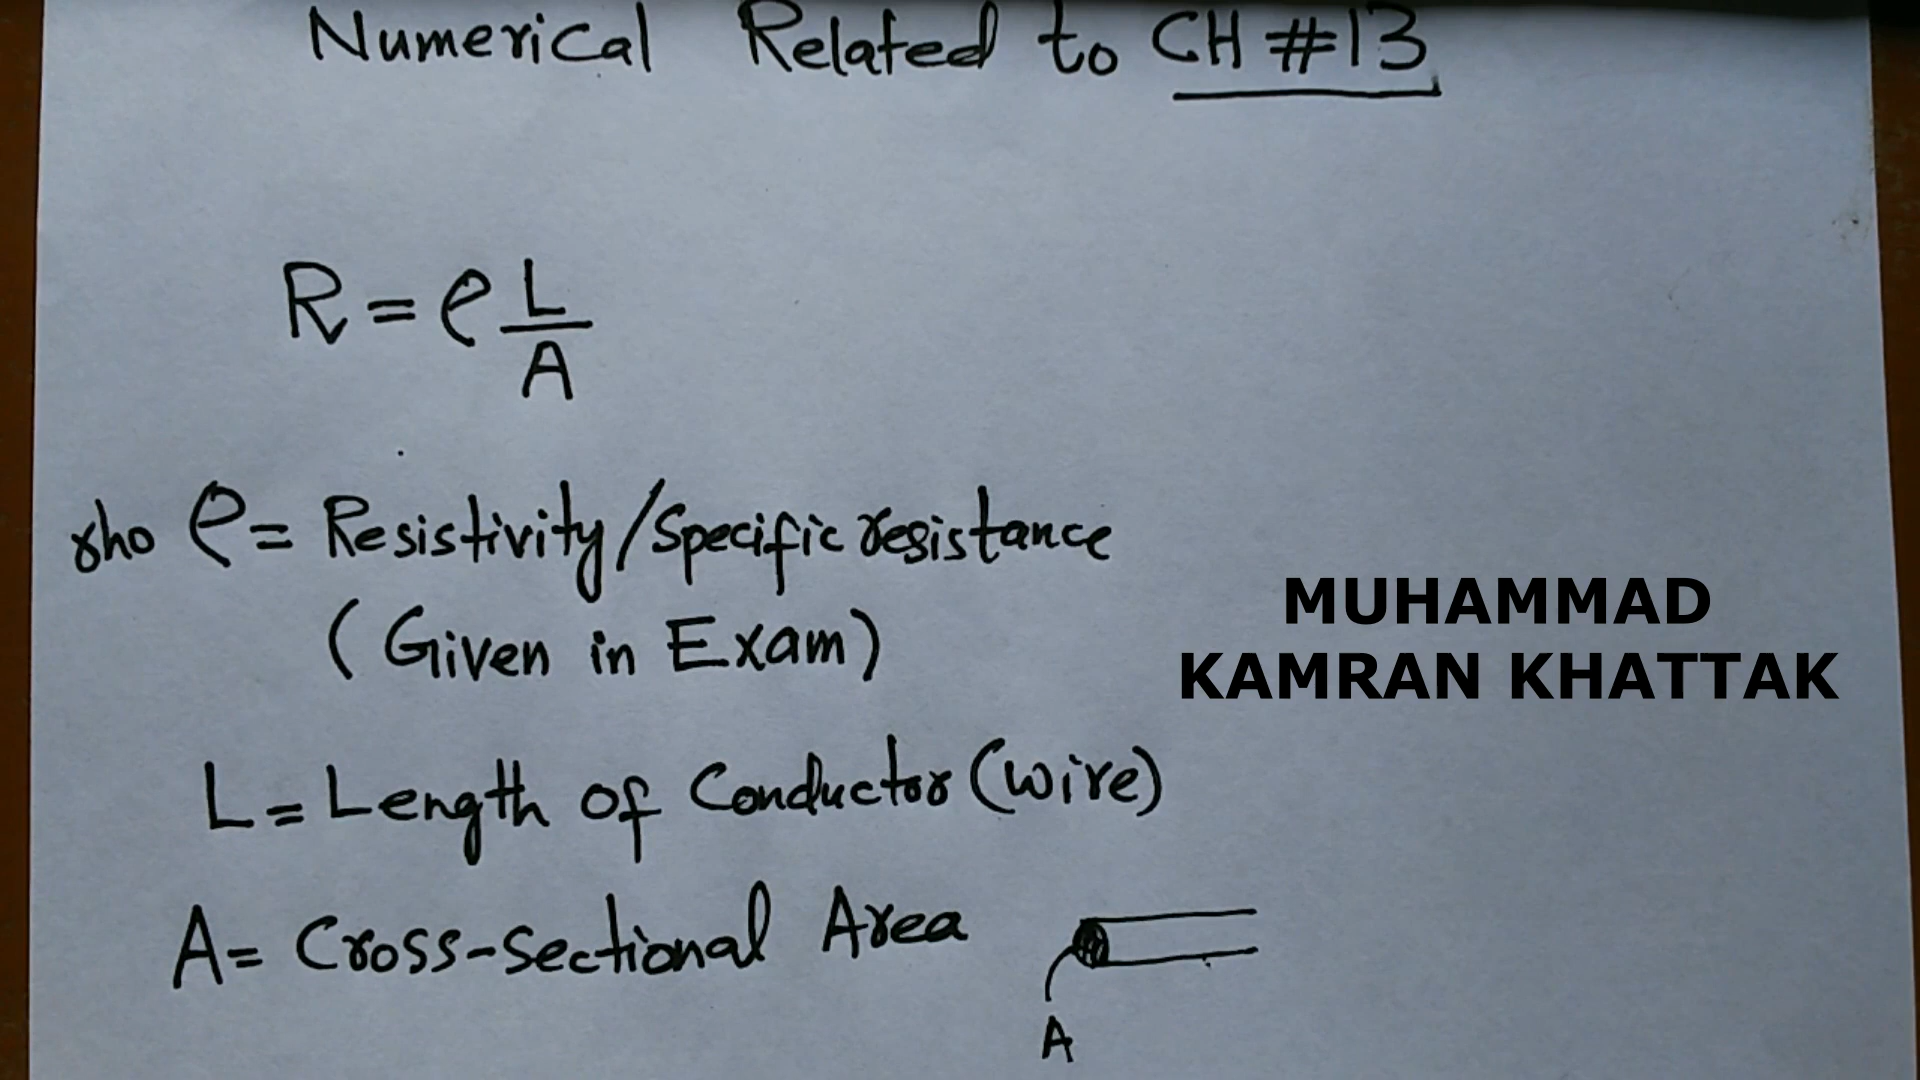 Numerical Related to CH #13
R = ρ L/A
rho ρ = Resistivity/Specific resistance
(Given in Exam)
MUHAMMAD
KAMRAN KHATTAK
L = Length of Conductor (wire)
A = Cross-sectional Area
A